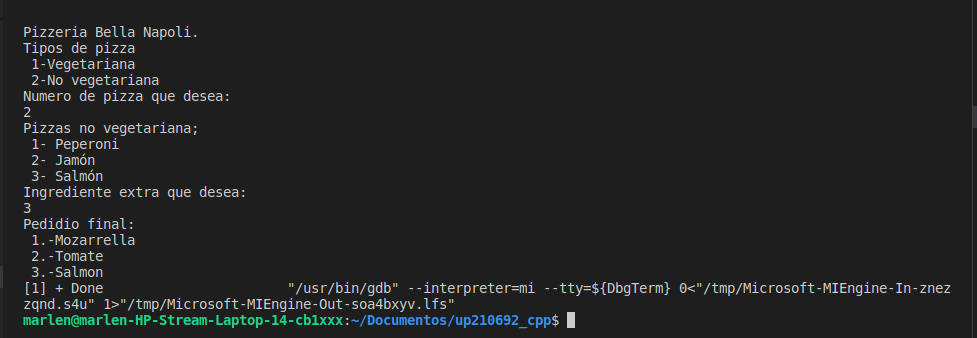 Pizzeria Bella Napoli.
Tipos de pizza
1-Vegetariana
2-No vegetariana
Numero de pizza que desea:
2
Pizzas no vegetariana;
1- Peperoni
2- Jamón
3- Salmón
Ingrediente extra que desea:
3
Pedidio final:
1.-Mozarrella
2.-Tomate
3.-Salmon
[1] + Done "/usr/bin/gdb" --interpreter=mi --tty=${DbgTerm} 0<"/tmp/Microsoft-MIEngine-In-znez
zqnd.s4u" 1>"/tmp/Microsoft-MIEngine-Out-soa4bxyv.lfs"
marlen@marlen-HP-Stream-Laptop-14-cb1xxx:~/Documentos/up210692_cpp$